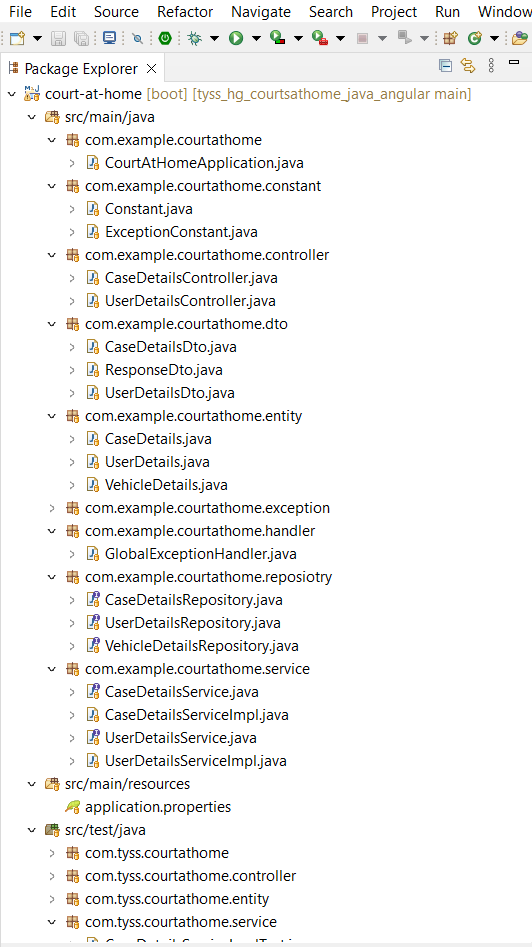 File Edit Source Refactor Navigate Search Project Run Window
Package Explorer
court-at-home [boot] [tyss_hg_courtsathome_java_angular main]
src/main/java
com.example.courtathome
CourtAtHomeApplication.java
com.example.courtathome.constant
Constant.java
ExceptionConstant.java
com.example.courtathome.controller
CaseDetailsController.java
UserDetailsController.java
com.example.courtathome.dto
CaseDetailsDto.java
ResponseDto.java
UserDetailsDto.java
com.example.courtathome.entity
CaseDetails.java
UserDetails.java
VehicleDetails.java
com.example.courtathome.exception
com.example.courtathome.handler
GlobalExceptionHandler.java
com.example.courtathome.reposiotry
CaseDetailsRepository.java
UserDetailsRepository.java
VehicleDetailsRepository.java
com.example.courtathome.service
CaseDetailsService.java
CaseDetailsServiceImpl.java
UserDetailsService.java
UserDetailsServiceImpl.java
src/main/resources
application.properties
src/test/java
com.tyss.courtathome
com.tyss.courtathome.controller
com.tyss.courtathome.entity
com.tyss.courtathome.service